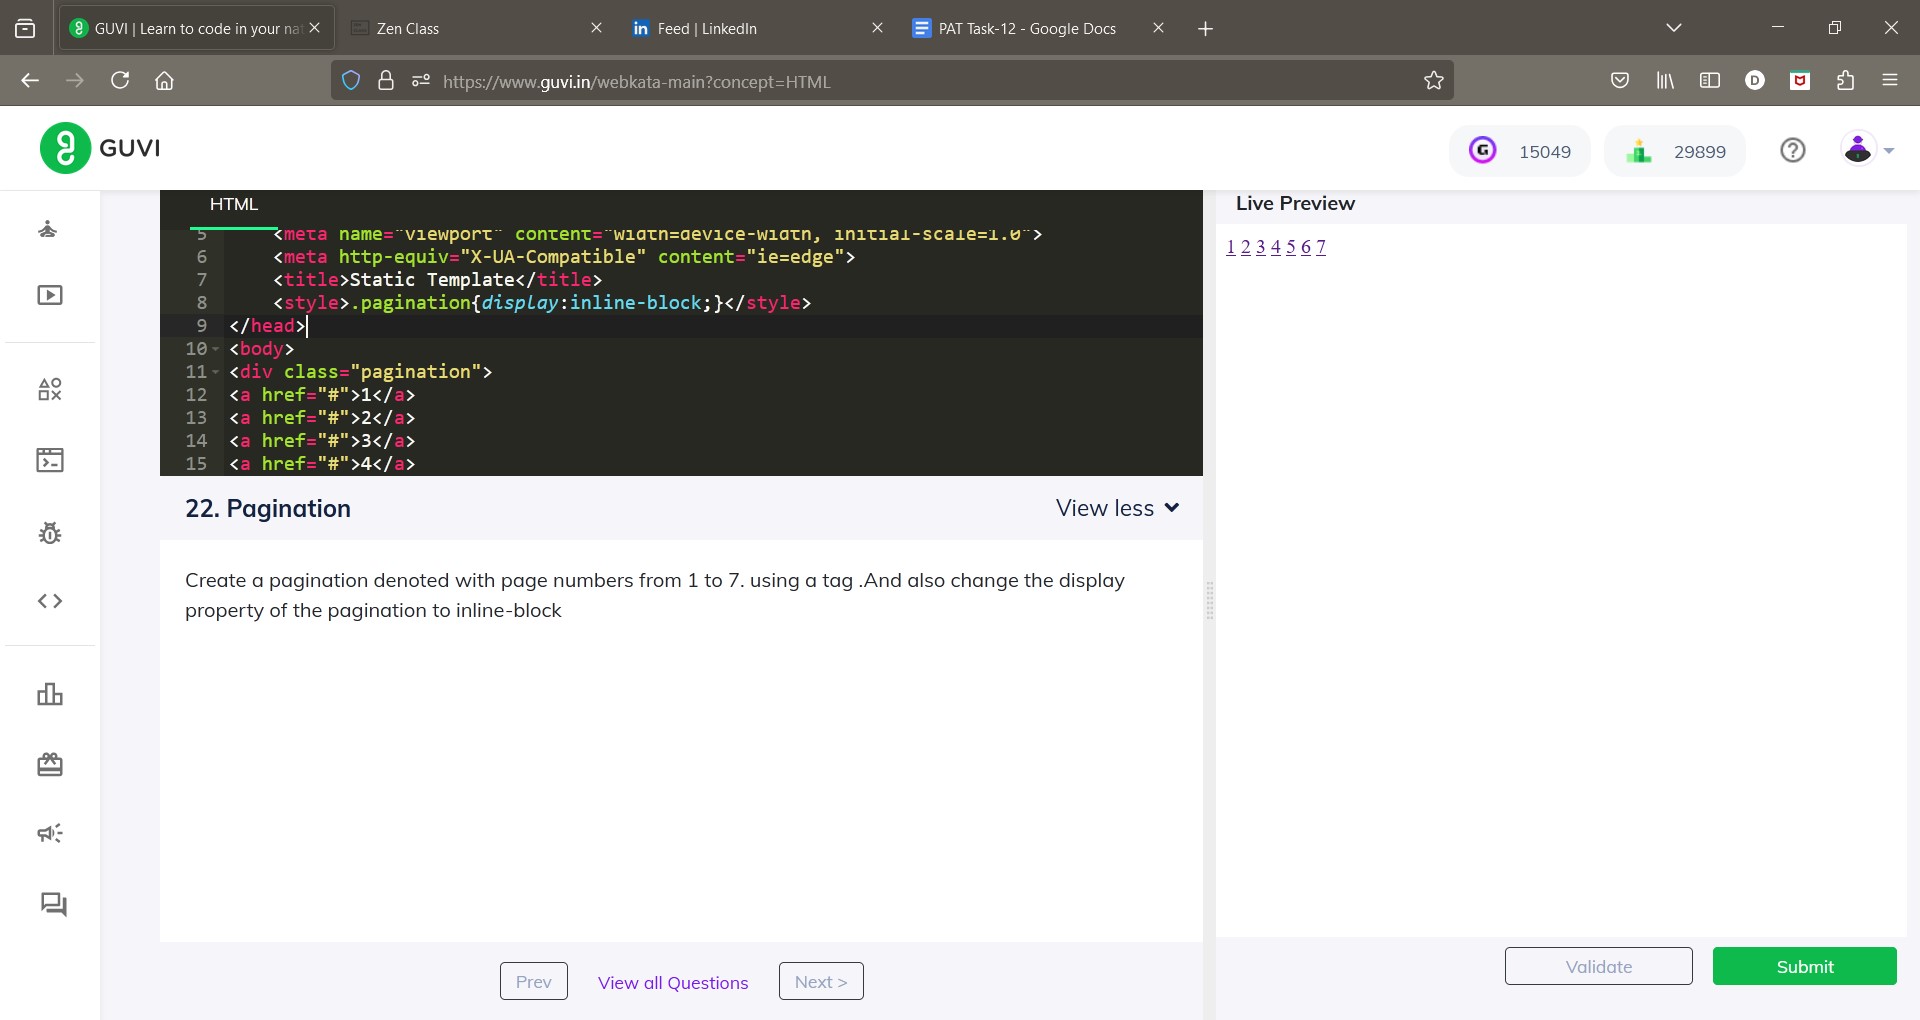 GUVI | Learn to code in your nat
Zen Class
in Feed | LinkedIn
PAT Task-12 - Google Docs
https://www.guvi.in/webkata-main?concept=HTML
D
GUVI
G 15049
29899
HTML
5 <meta name="viewport" content="width=device-width, initial-scale=1.0">
6 <meta http-equiv="X-UA-Compatible" content="ie=edge">
7 <title>Static Template</title>
8 <style>.pagination{display:inline-block;}</style>
9 </head>
10 <body>
11 <div class="pagination">
12 <a href="#">1</a>
13 <a href="#">2</a>
14 <a href="#">3</a>
15 <a href="#">4</a>
Live Preview
1 2 3 4 5 6 7
22. Pagination
View less
Create a pagination denoted with page numbers from 1 to 7. using a tag .And also change the display
property of the pagination to inline-block
Prev
View all Questions
Next >
Validate
Submit